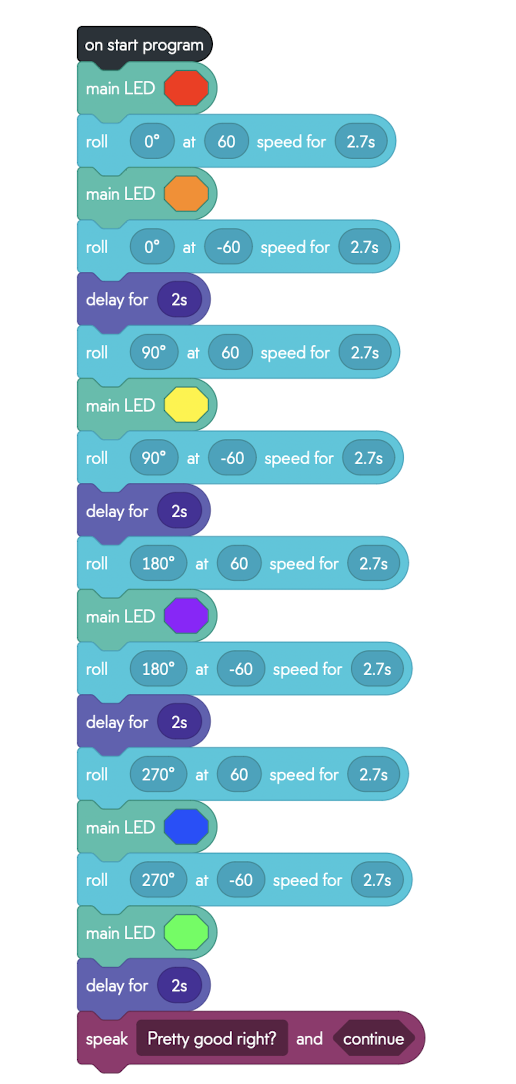 on start program
main LED
roll 0° at 60 speed for 2.7s
main LED
roll 0° at -60 speed for 2.7s
delay for 2s
roll 90° at 60 speed for 2.7s
main LED
roll 90° at -60 speed for 2.7s
delay for 2s
roll 180° at 60 speed for 2.7s
main LED
roll 180° at -60 speed for 2.7s
delay for 2s
roll 270° at 60 speed for 2.7s
main LED
roll 270° at -60 speed for 2.7s
main LED
delay for 2s
speak Pretty good right? and continue